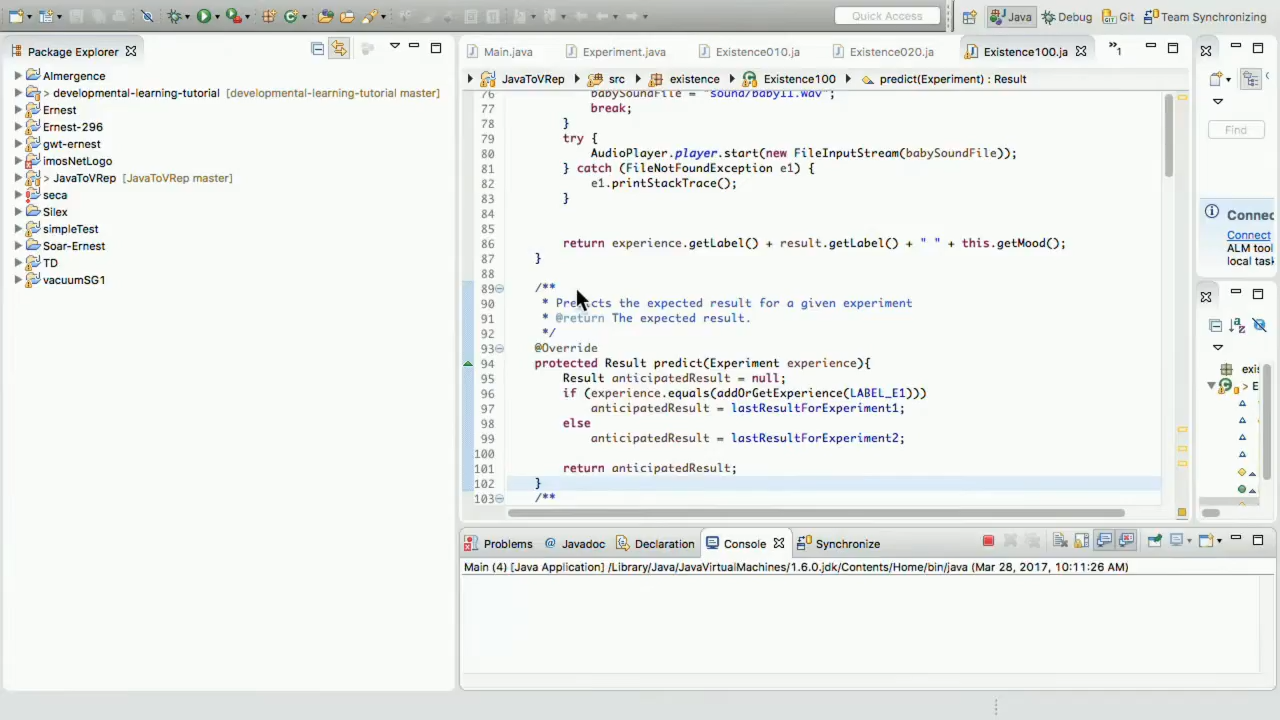 Quick Access
Java
Debug
Git
Team Synchronizing
Package Explorer
Almergence
> developmental-learning-tutorial [developmental-learning-tutorial master]
Ernest
Ernest-296
gwt-ernest
imosNetLogo
> JavaToVRep [JavaToVRep master]
seca
Silex
simpleTest
Soar-Ernest
TD
vacuumSG1
Main.java
Experiment.java
Existence010.ja
Existence020.ja
Existence100.ja
»1
JavaToVRep
src
existence
Existence100
predict(Experiment) : Result
76 babySoundFile = "sound/baby11.wav";
77 break;
78 }
79 try {
80 AudioPlayer.player.start(new FileInputStream(babySoundFile));
81 } catch (FileNotFoundException e1) {
82 e1.printStackTrace();
83 }
84
85
86 return experience.getLabel() + result.getLabel() + " " + this.getMood();
87 }
88
89 /**
90 * Predicts the expected result for a given experiment
91 * @return The expected result.
92 */
93 @Override
94 protected Result predict(Experiment experience){
95 Result anticipatedResult = null;
96 if (experience.equals(addOrGetExperience(LABEL_E1)))
97 anticipatedResult = lastResultForExperiment1;
98 else
99 anticipatedResult = lastResultForExperiment2;
100
101 return anticipatedResult;
102 }
103 /**
Find
Connec
Connect
ALM tool
local task
exis
> E
Problems
@ Javadoc
Declaration
Console
Synchronize
Main (4) [Java Application] /Library/Java/JavaVirtualMachines/1.6.0.jdk/Contents/Home/bin/java (Mar 28, 2017, 10:11:26 AM)